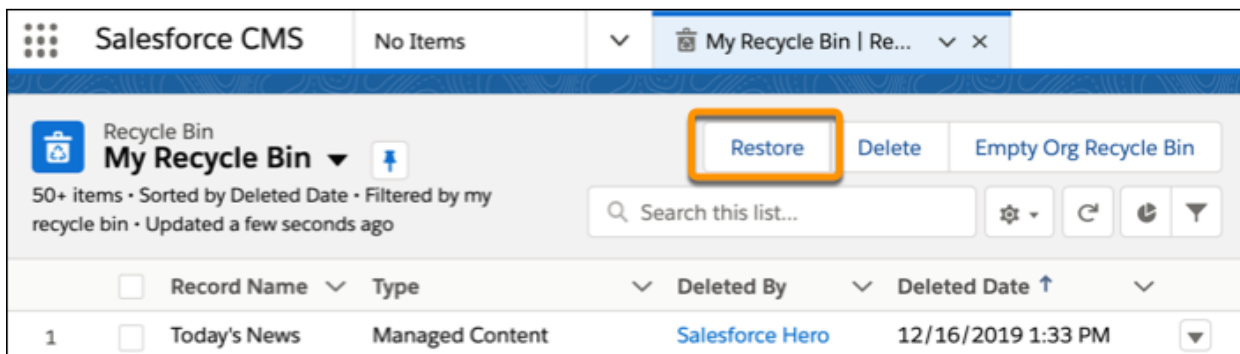 Salesforce CMS No Items My Recycle Bin | Re...
Recycle Bin
My Recycle Bin
Restore Delete Empty Org Recycle Bin
50+ items • Sorted by Deleted Date • Filtered by my
recycle bin • Updated a few seconds ago
Search this list...
Record Name Type Deleted By Deleted Date
1 Today's News Managed Content Salesforce Hero 12/16/2019 1:33 PM